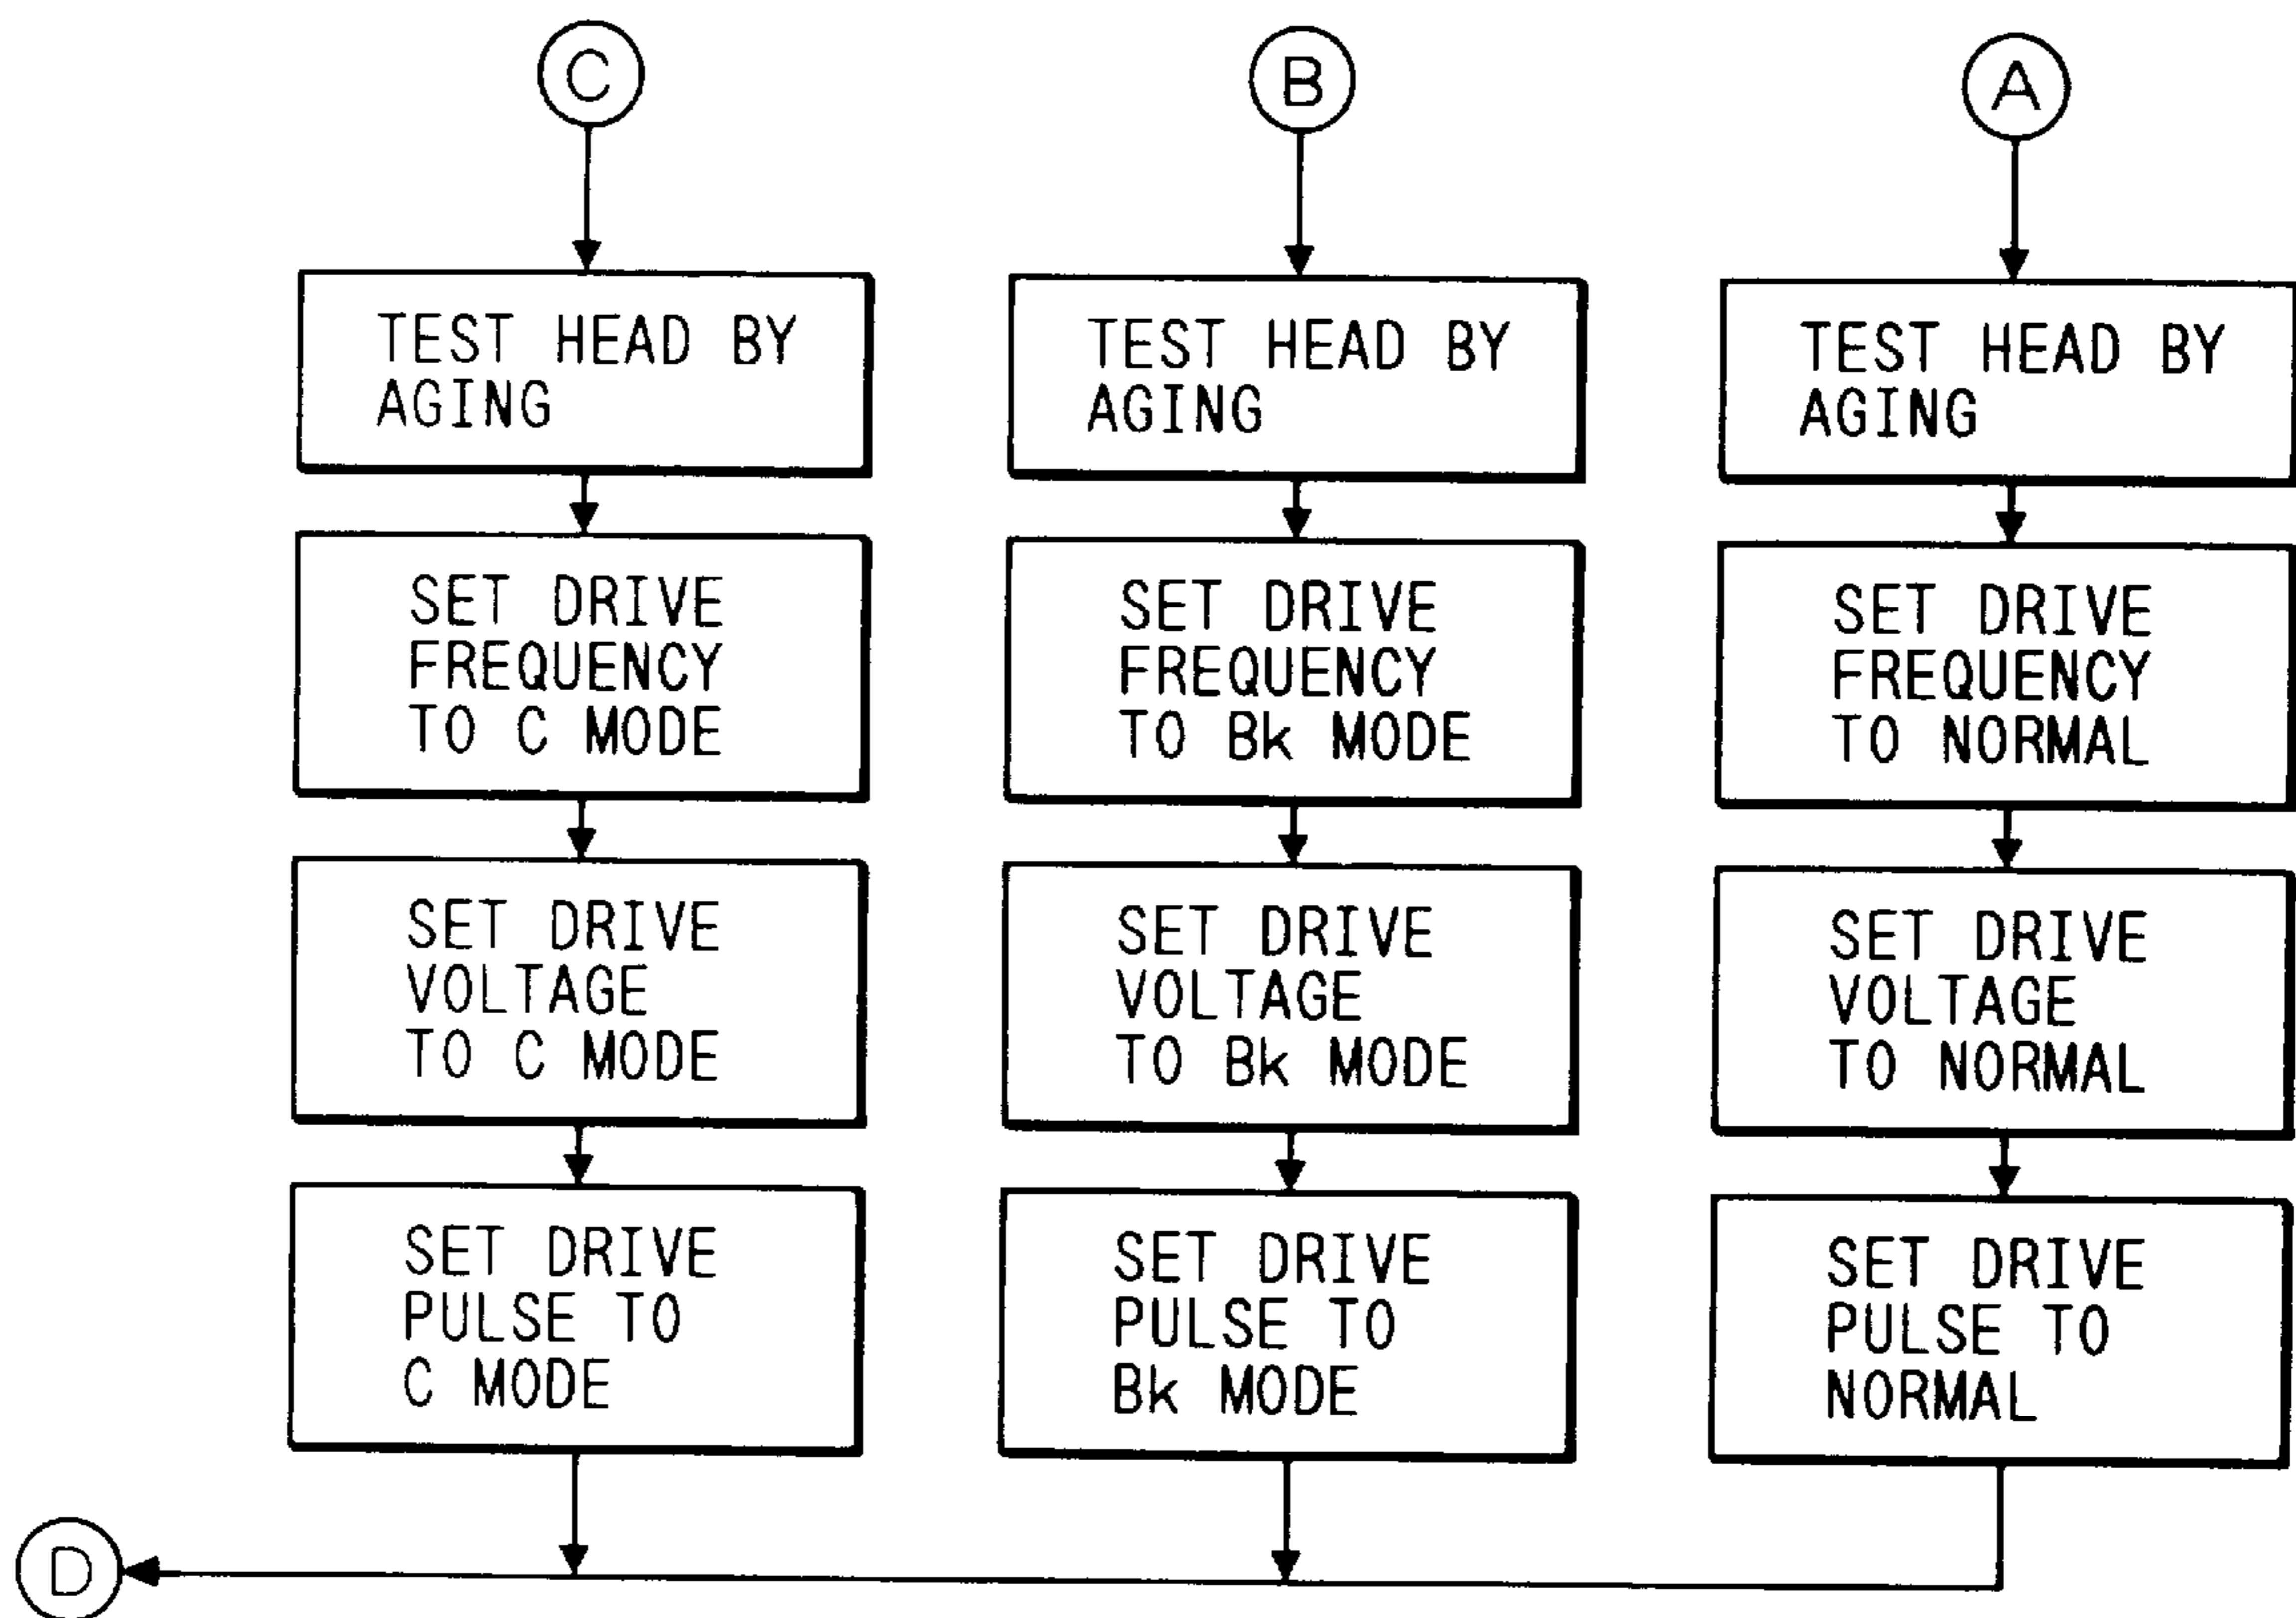 C
B
A
TEST HEAD BY
AGING
TEST HEAD BY
AGING
TEST HEAD BY
AGING
SET DRIVE
FREQUENCY
TO C MODE
SET DRIVE
FREQUENCY
TO Bk MODE
SET DRIVE
FREQUENCY
TO NORMAL
SET DRIVE
VOLTAGE
TO C MODE
SET DRIVE
VOLTAGE
TO Bk MODE
SET DRIVE
VOLTAGE
TO NORMAL
SET DRIVE
PULSE TO
C MODE
SET DRIVE
PULSE TO
Bk MODE
SET DRIVE
PULSE TO
NORMAL
D